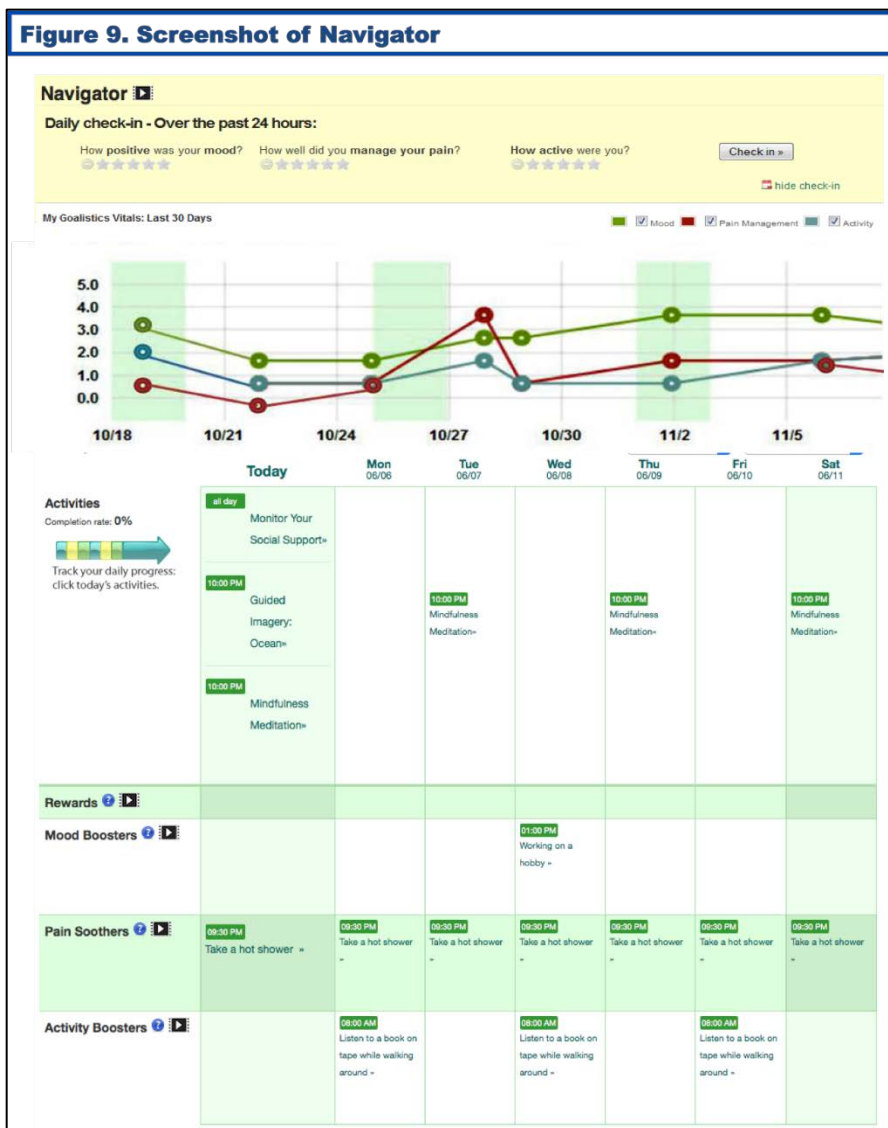 Figure 9. Screenshot of Navigator
Navigator
Daily check-in - Over the past 24 hours:
How positive was your mood? How well did you manage your pain? How active were you? Check in »
hide check-in
My Goalistics Vitals: Last 30 Days
Mood Pain Management Activity
5.0
4.0
3.0
2.0
1.0
0.0
10/18 10/21 10/24 10/27 10/30 11/2 11/5
Today Mon Tue Wed Thu Fri Sat
06/06 06/07 06/08 06/09 06/10 06/11
Activities all day
Completion rate: 0% Monitor Your
Social Support»
Track your daily progress:
click today's activities.
10:00 PM
Guided
Imagery:
Ocean»
10:00 PM 10:00 PM 10:00 PM
Mindfulness Mindfulness Mindfulness
Meditation» Meditation» Meditation»
10:00 PM
Mindfulness
Meditation»
Rewards ?
Mood Boosters ? 01:00 PM
Working on a
hobby »
Pain Soothers ? 09:30 PM 09:30 PM 09:30 PM 09:30 PM 09:30 PM 09:30 PM 09:30 PM
Take a hot shower » Take a hot shower Take a hot shower Take a hot shower Take a hot shower Take a hot shower Take a hot shower
» » » » » »
Activity Boosters ? 08:00 AM 08:00 AM 08:00 AM
Listen to a book on Listen to a book on Listen to a book on
tape while walking tape while walking tape while walking
around » around » around »